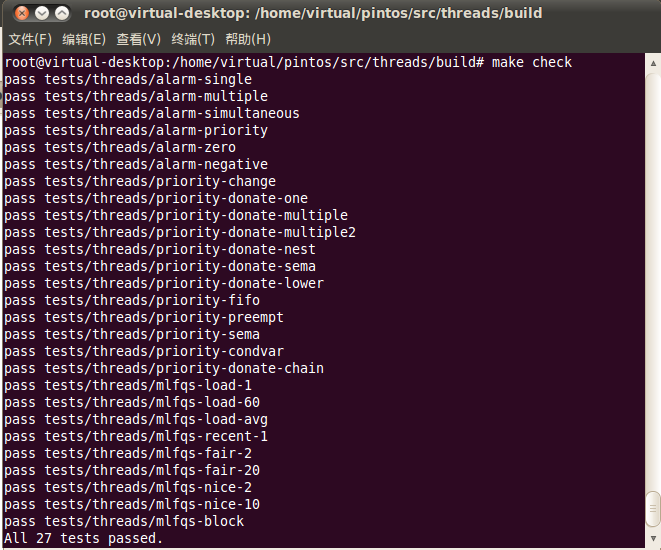 root@virtual-desktop: /home/virtual/pintos/src/threads/build
文件(F) 编辑(E) 查看(V) 终端(T) 帮助(H)
root@virtual-desktop:/home/virtual/pintos/src/threads/build# make check
pass tests/threads/alarm-single
pass tests/threads/alarm-multiple
pass tests/threads/alarm-simultaneous
pass tests/threads/alarm-priority
pass tests/threads/alarm-zero
pass tests/threads/alarm-negative
pass tests/threads/priority-change
pass tests/threads/priority-donate-one
pass tests/threads/priority-donate-multiple
pass tests/threads/priority-donate-multiple2
pass tests/threads/priority-donate-nest
pass tests/threads/priority-donate-sema
pass tests/threads/priority-donate-lower
pass tests/threads/priority-fifo
pass tests/threads/priority-preempt
pass tests/threads/priority-sema
pass tests/threads/priority-condvar
pass tests/threads/priority-donate-chain
pass tests/threads/mlfqs-load-1
pass tests/threads/mlfqs-load-60
pass tests/threads/mlfqs-load-avg
pass tests/threads/mlfqs-recent-1
pass tests/threads/mlfqs-fair-2
pass tests/threads/mlfqs-fair-20
pass tests/threads/mlfqs-nice-2
pass tests/threads/mlfqs-nice-10
pass tests/threads/mlfqs-block
All 27 tests passed.